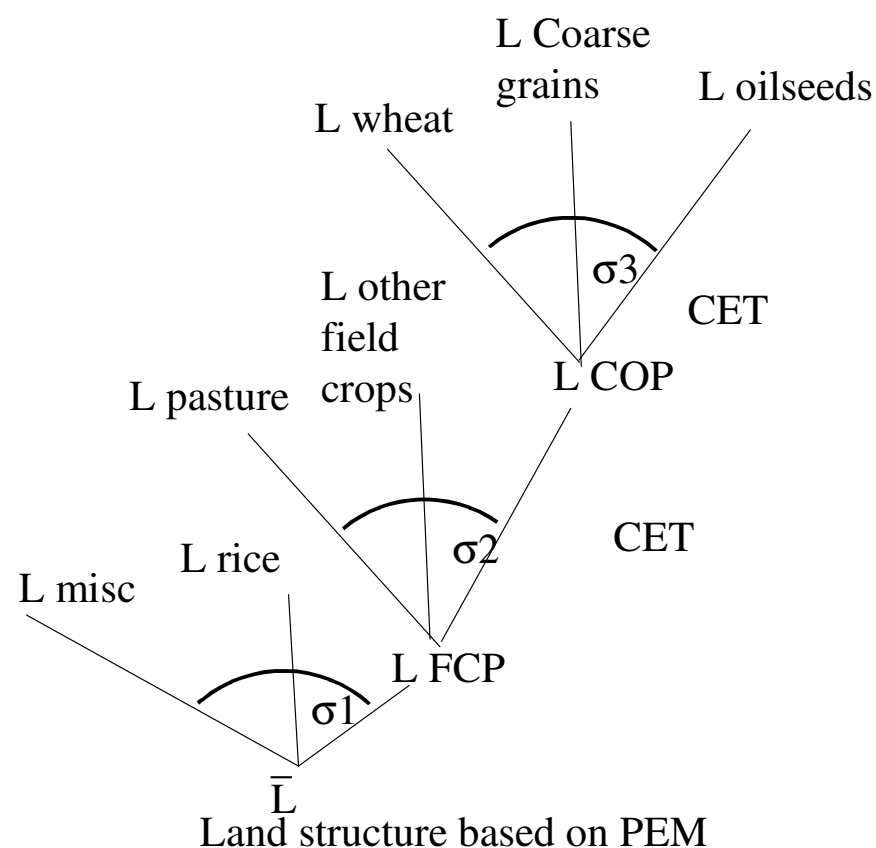 L Coarse
grains
L oilseeds
L wheat
σ3
L other
field
crops
CET
L COP
L pasture
σ2
CET
L rice
L misc
L FCP
σ1
L̅
Land structure based on PEM